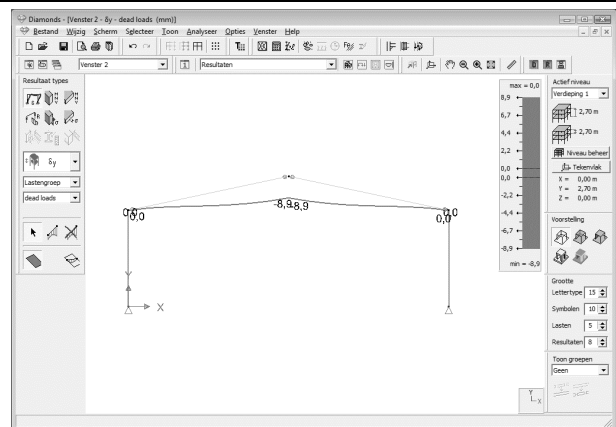 Diamonds - [Venster 2 - δy - dead loads (mm)]
Bestand Wijzig Scherm Selecteer Toon Analyseer Opties Venster Help
Venster 2
Resultaten
Resultaat types
δy
Lastengroep
dead loads
max = 0,0
8,9
6,7
4,4
2,2
0,0
0,0
-2,2
-4,4
-6,7
-8,9
min = -8,9
0,0
0,0
-8,9
-8,9
0,0
0,0
Y
X
Y
X
Actief niveau
Verdieping 1
2,70 m
2,70 m
Niveau beheer
Tekenvlak
X = 0,00 m
Y = 2,70 m
Z = 0,00 m
Voorstelling
Grootte
Lettertype 15
Symbolen 10
Lasten 5
Resultaten 8
Toon groepen
Geen